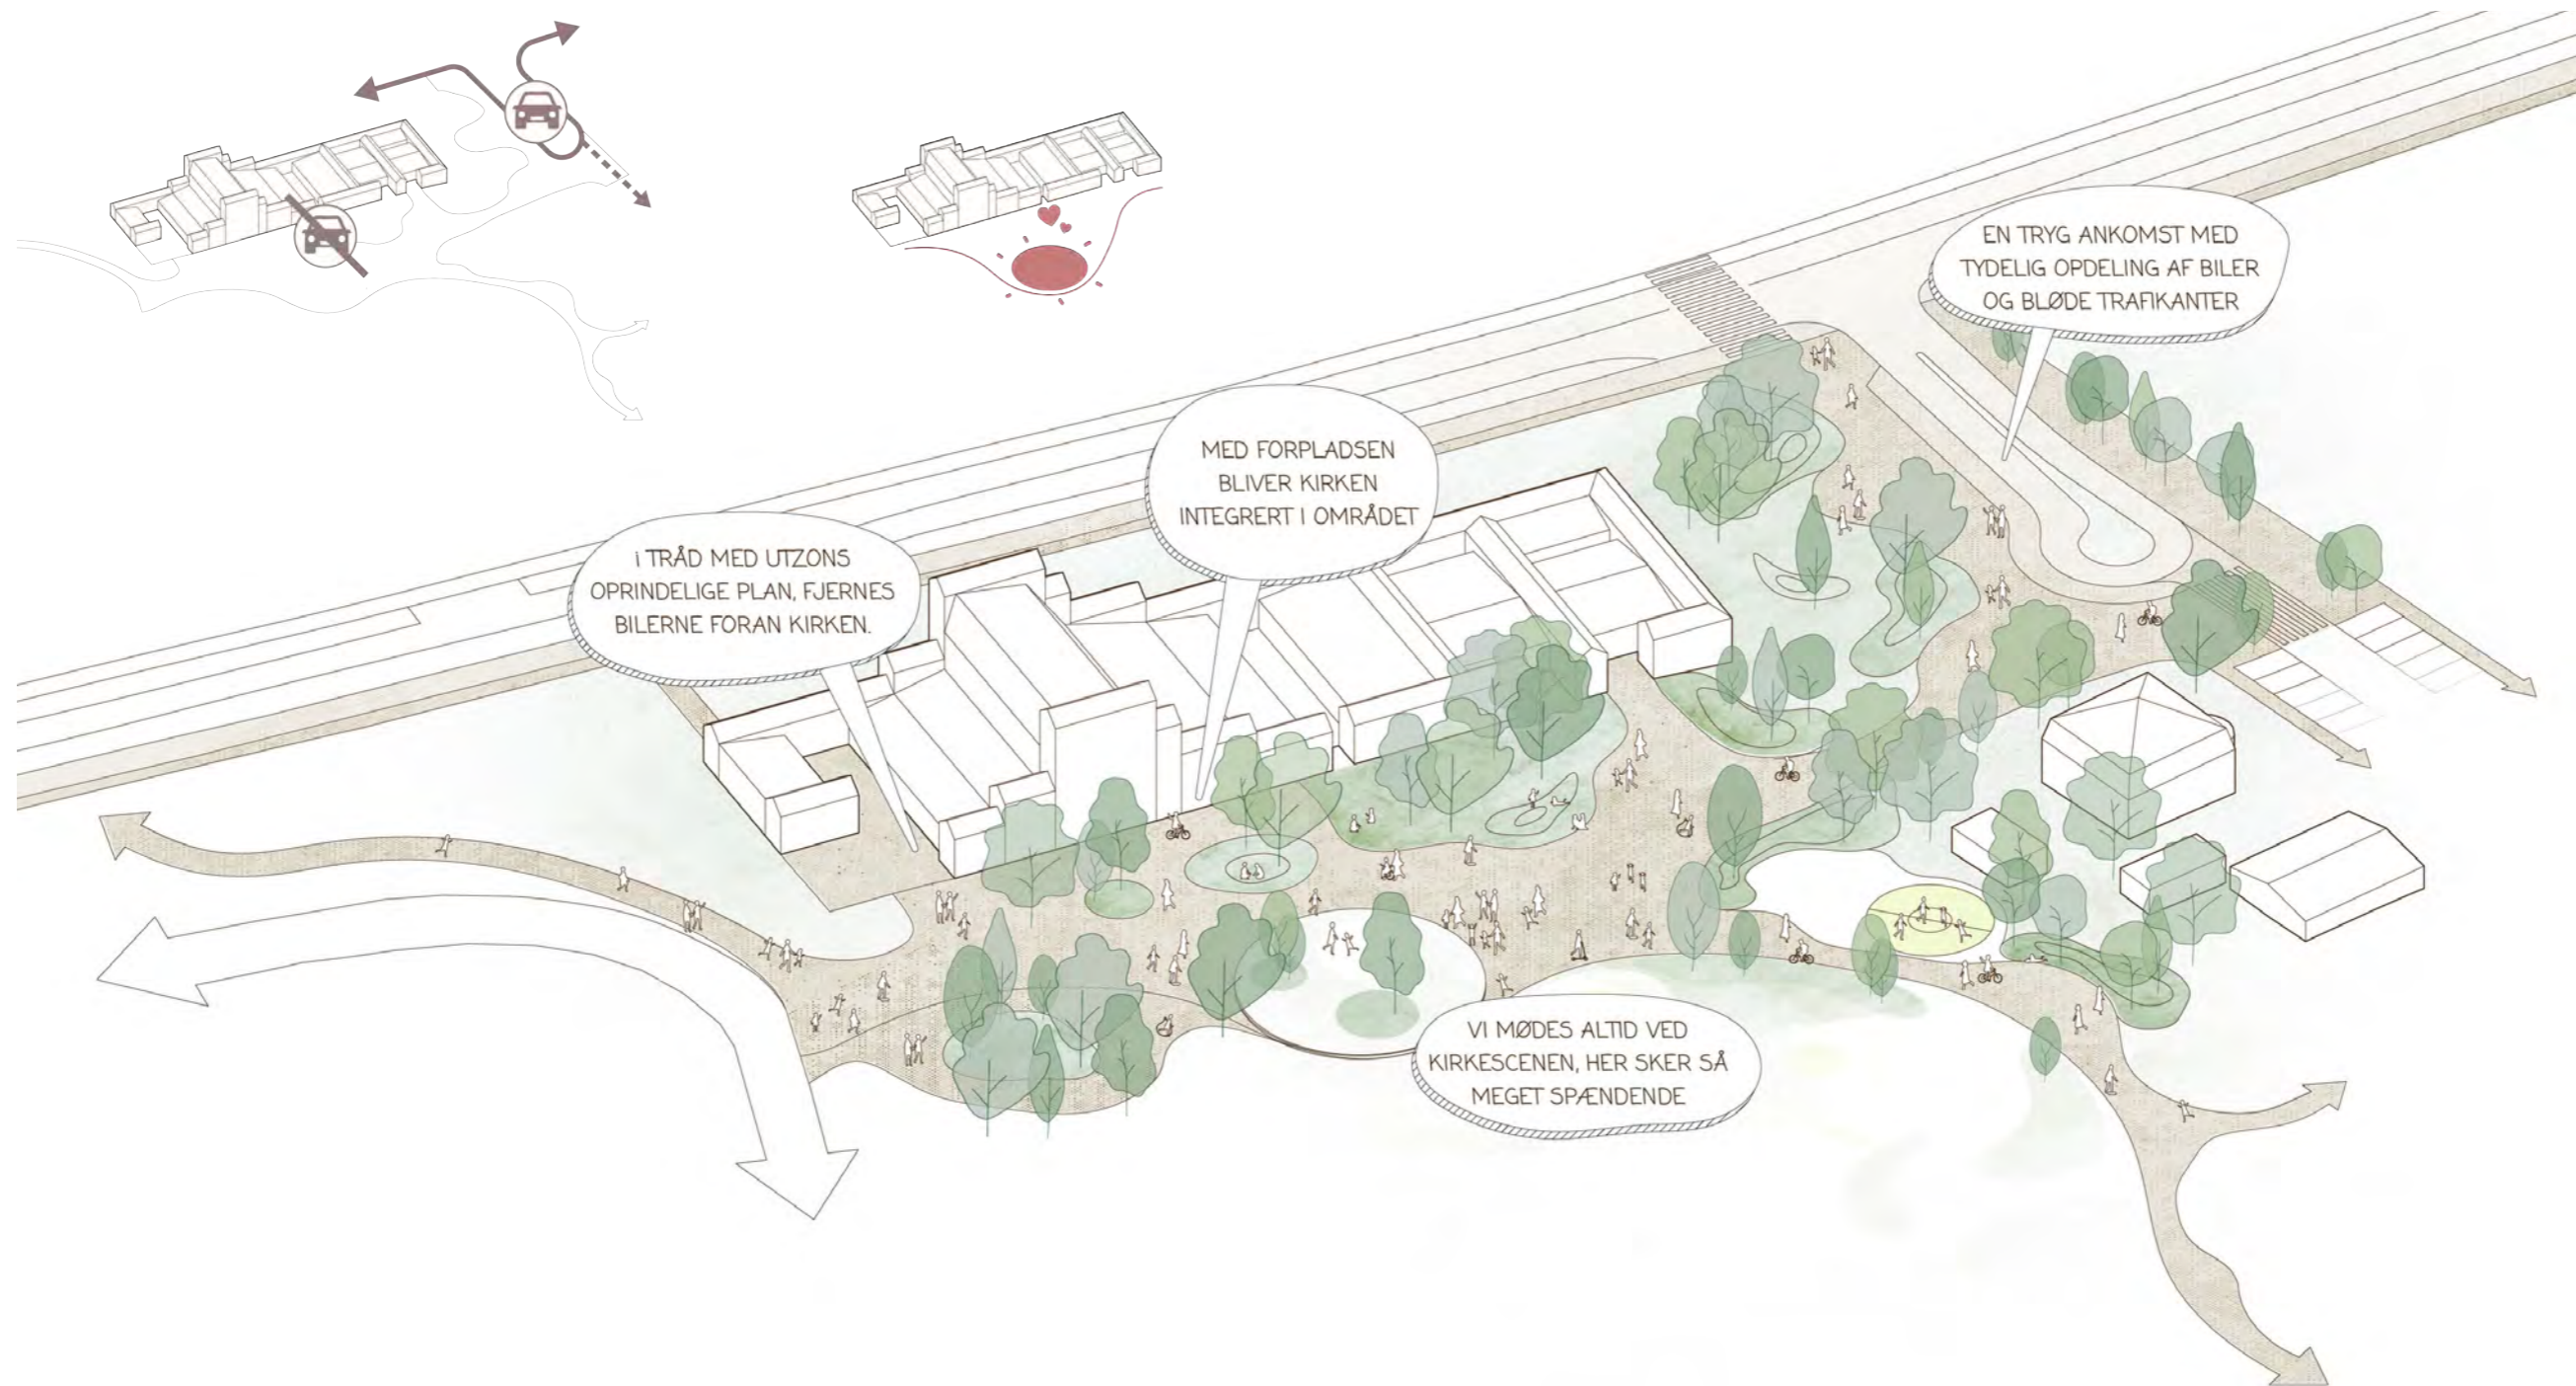 EN TRYG ANKOMST MED
TYDELIG OPDELING AF BILER
OG BLØDE TRAFIKANTER
MED FORPLADSEN
BLIVER KIRKEN
INTEGRERT I OMRÅDET
i TRÅD MED UTZONS
OPRINDELIGE PLAN, FJERNES
BILERNE FORAN KIRKEN.
VI MØDES ALTID VED
KIRKESCENEN, HER SKER SÅ
MEGET SPÆNDENDE